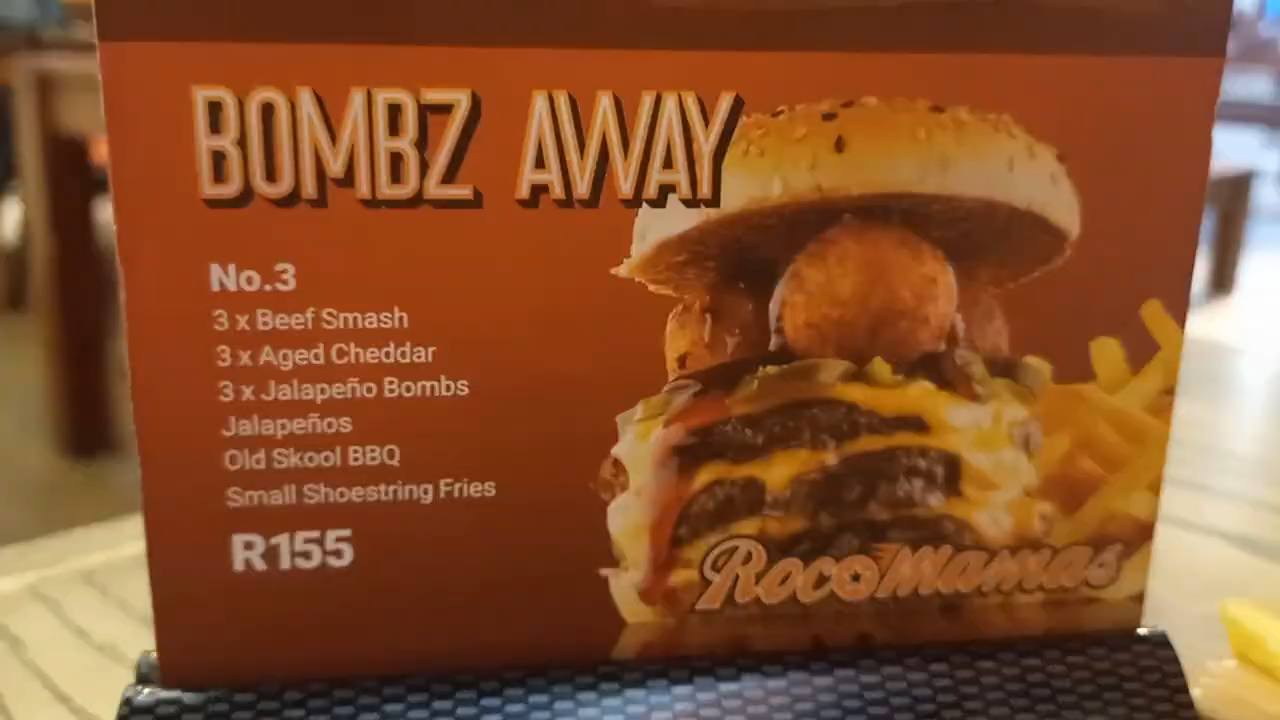 BOMBZ AWAY
No.3
3 x Beef Smash
3 x Aged Cheddar
3 x Jalapeño Bombs
Jalapeños
Old Skool BBQ
Small Shoestring Fries
R155
RocoMamas